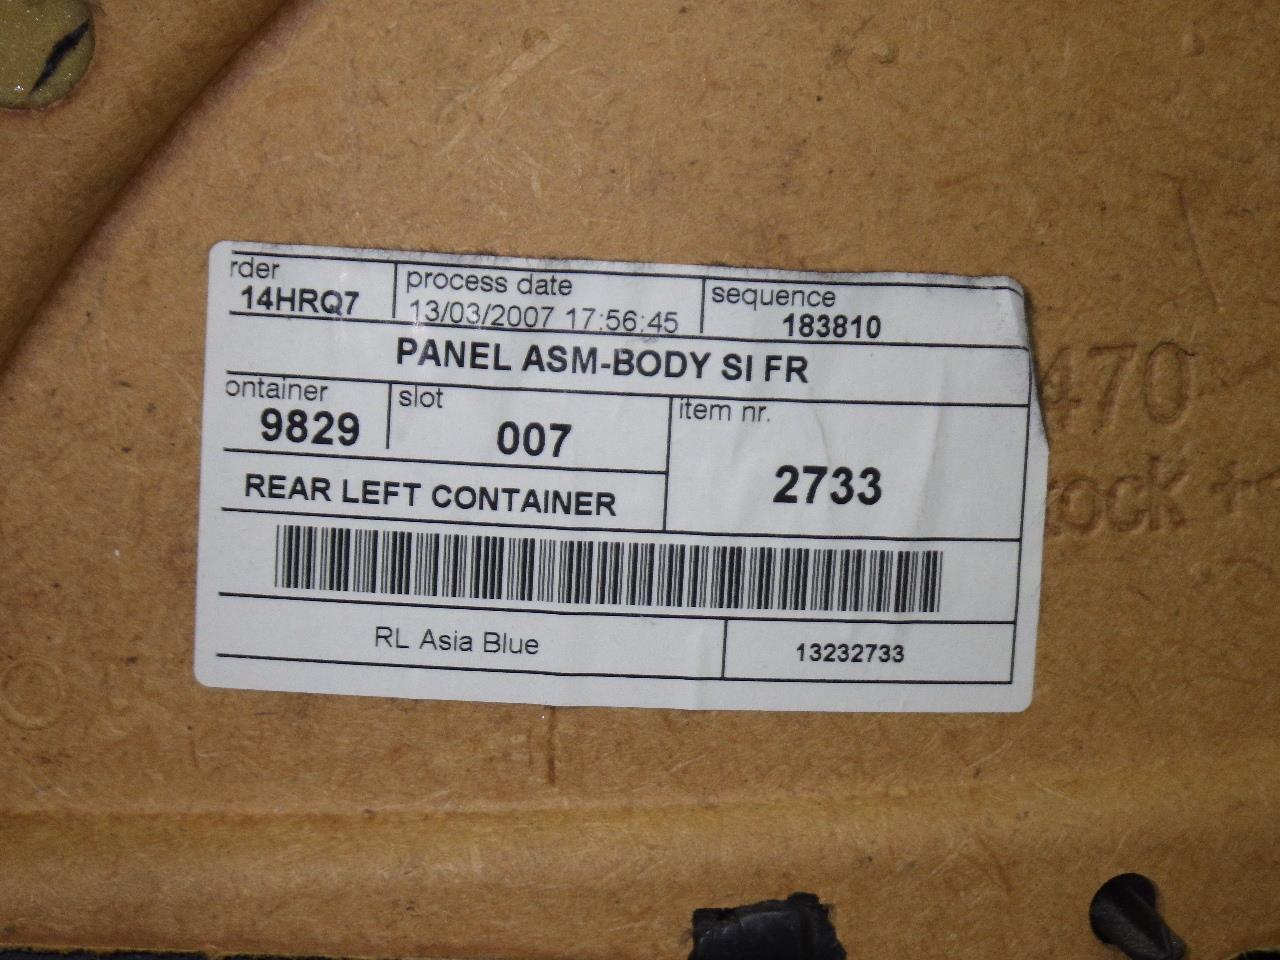 rder process date sequence
14HRQ7 13/03/2007 17:56:45 183810
PANEL ASM-BODY SI FR
ontainer slot item nr.
9829 007 2733
REAR LEFT CONTAINER
RL Asia Blue 13232733
470